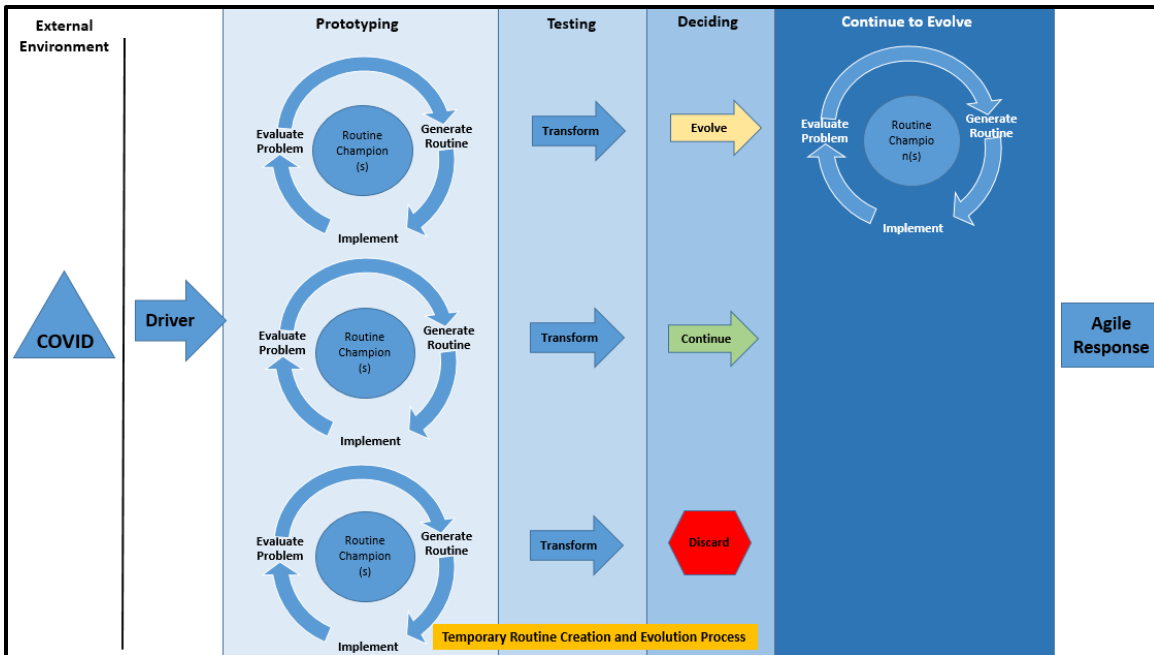 External
Environment
Prototyping
Testing
Deciding
Continue to Evolve
COVID
Driver
Evaluate
Problem
Routine
Champion
(s)
Generate
Routine
Implement
Transform
Evolve
Evaluate
Problem
Routine
Champio
n(s)
Generate
Routine
Implement
Evaluate
Problem
Routine
Champion
(s)
Generate
Routine
Implement
Transform
Continue
Agile
Response
Evaluate
Problem
Routine
Champion
(s)
Generate
Routine
Implement
Transform
Discard
Temporary Routine Creation and Evolution Process